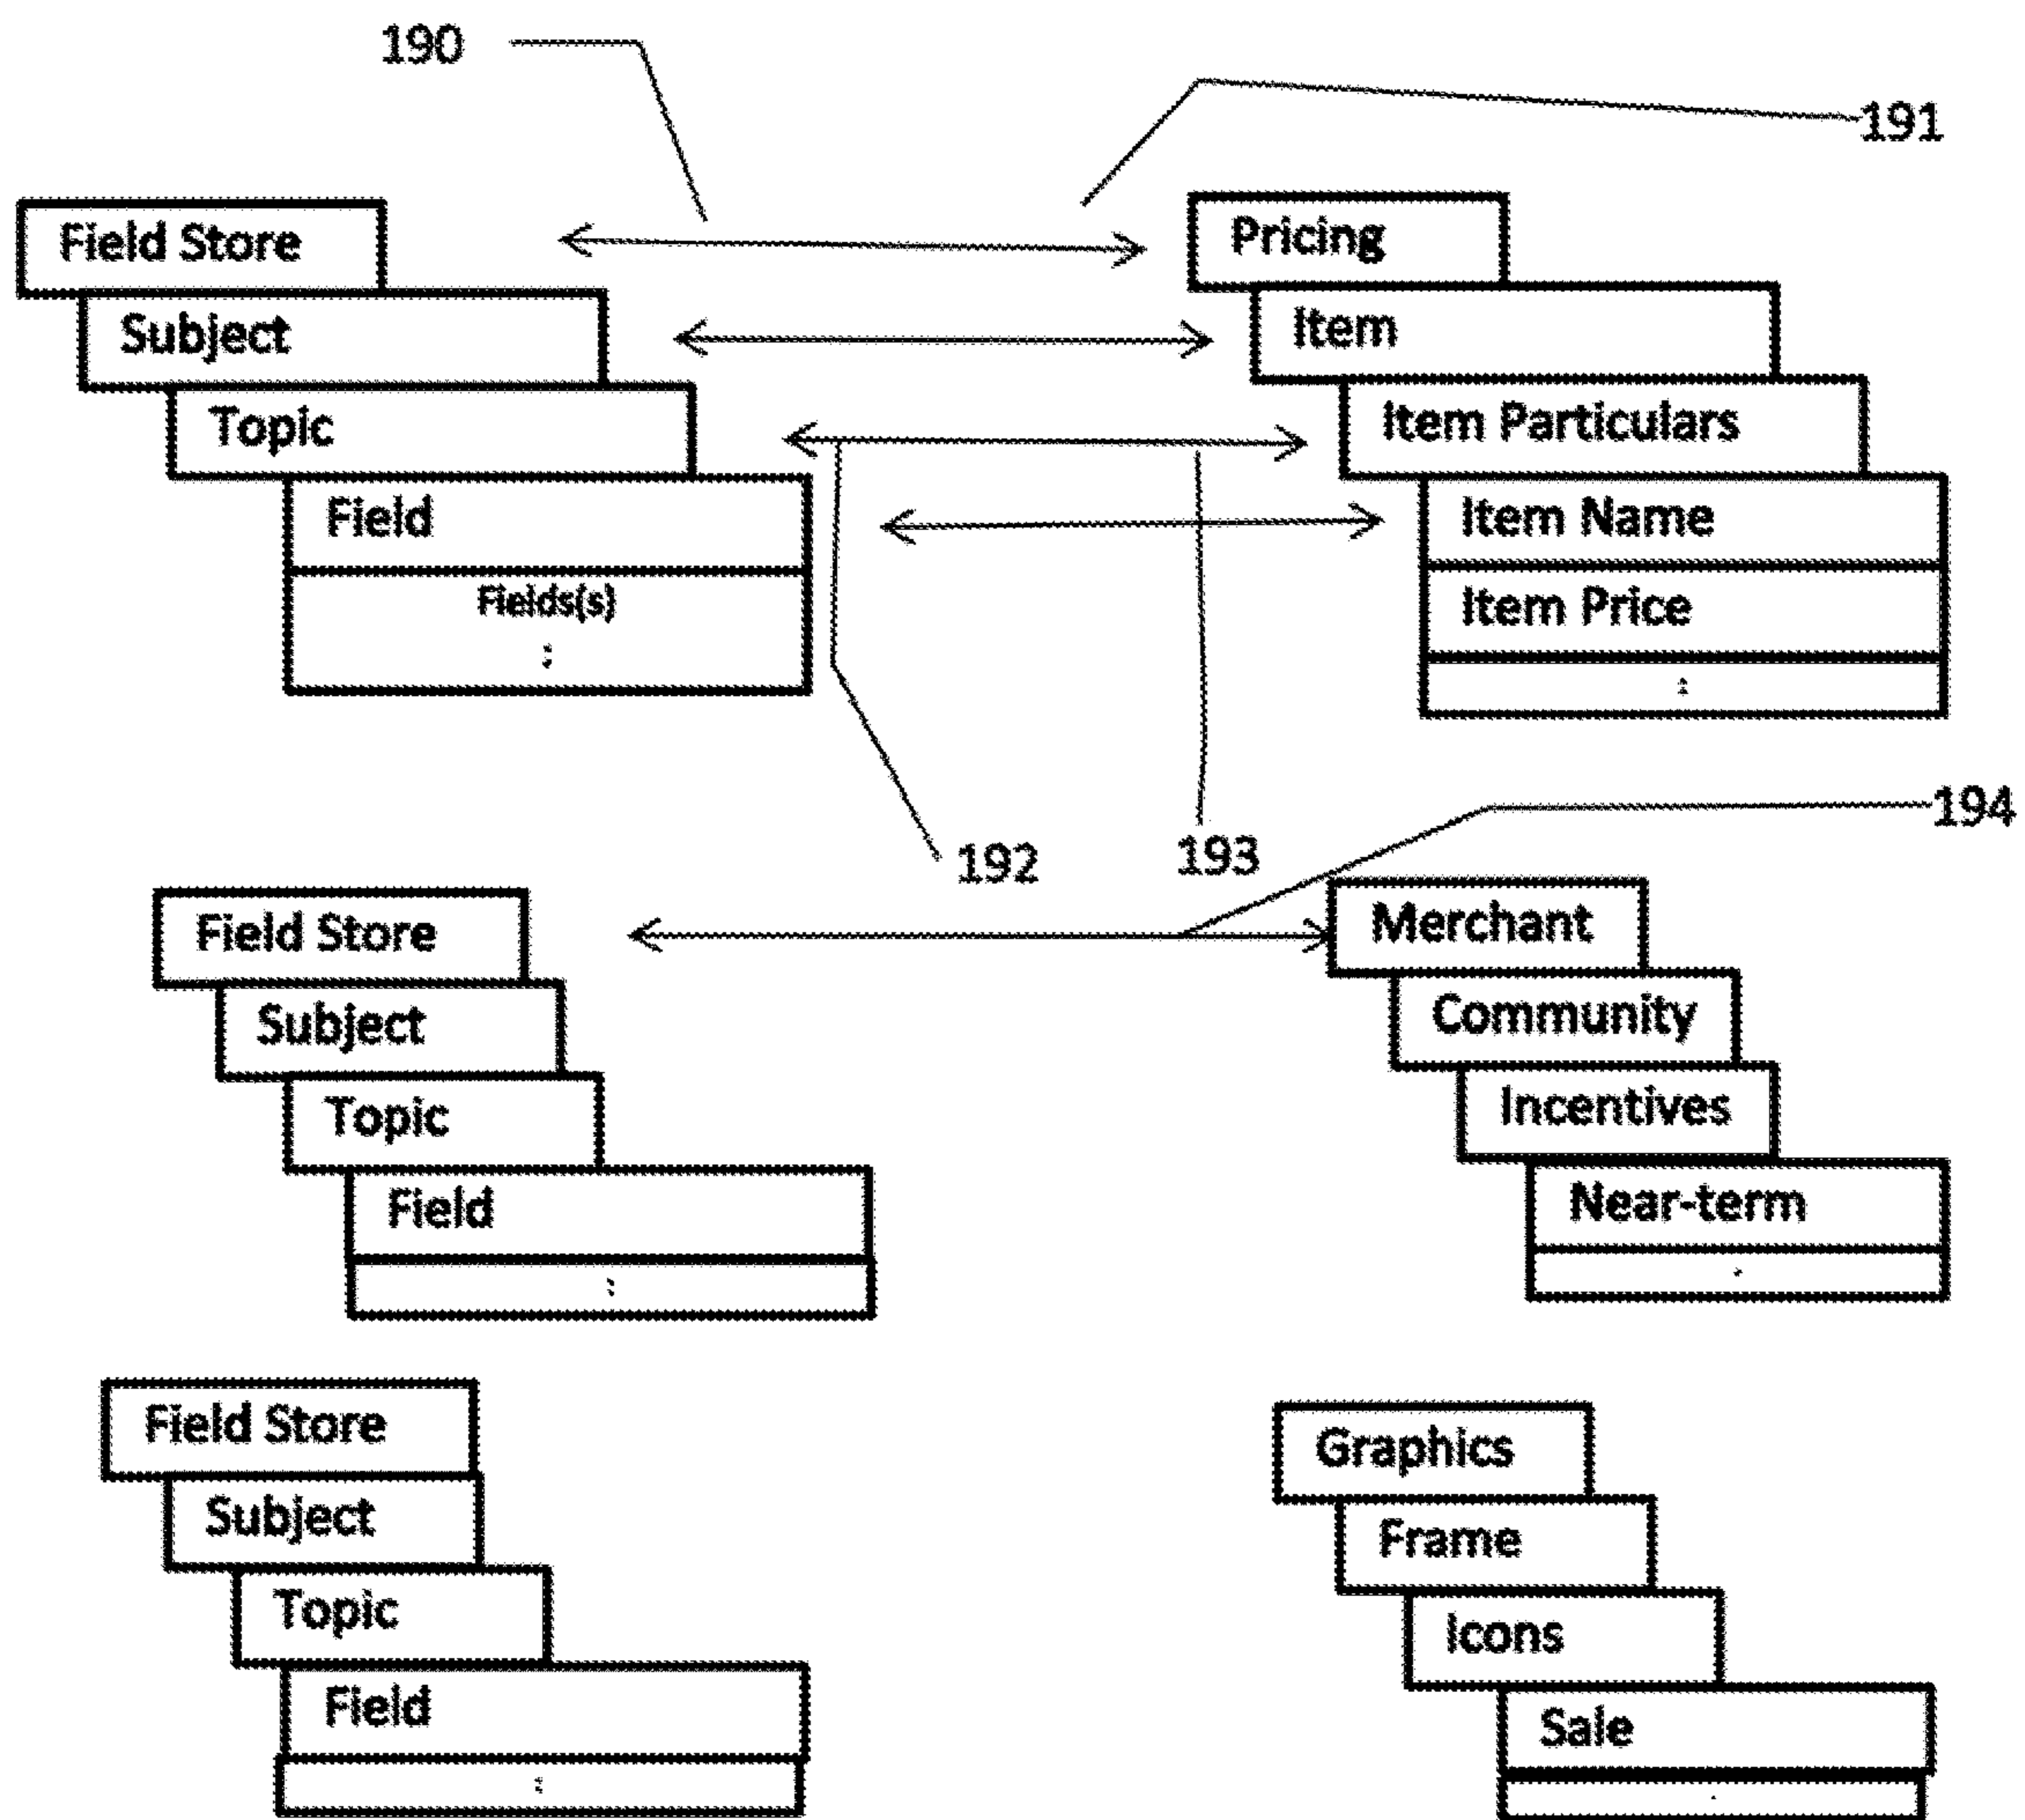 190
191
Field Store
Subject
Topic
Field
Fields(s)
:
Pricing
Item
Item Particulars
Item Name
Item Price
:
192
193
194
Field Store
Subject
Topic
Field
:
Merchant
Community
Incentives
Near-term
.
Field Store
Subject
Topic
Field
:
Graphics
Frame
Icons
Sale
.